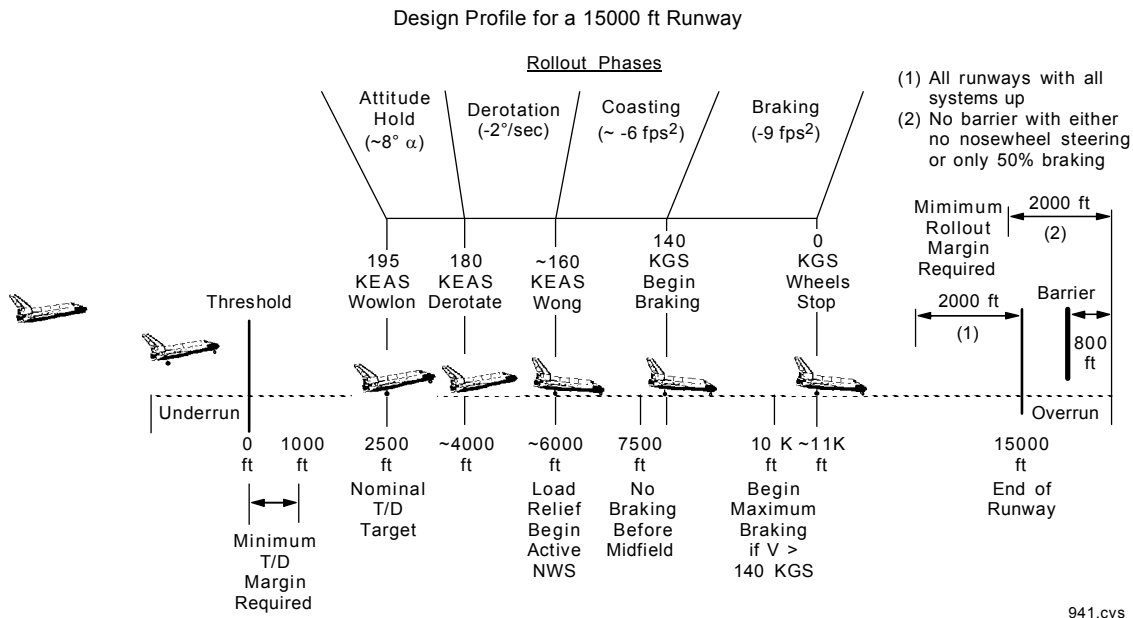 Design Profile for a 15000 ft Runway
Rollout Phases
Attitude
Hold
(~8° α)
Derotation
(-2°/sec)
Coasting
(~ -6 fps²)
Braking
(-9 fps²)
(1) All runways with all
systems up
(2) No barrier with either
no nosewheel steering
or only 50% braking
195
KEAS
Wowlon
180
KEAS
Derotate
~160
KEAS
Wong
140
KGS
Begin
Braking
0
KGS
Wheels
Stop
Mimimum
Rollout
Margin
Required
2000 ft
(2)
2000 ft
(1)
Barrier
800
ft
Threshold
Underrun
Overrun
0
ft
1000
ft
Minimum
T/D
Margin
Required
2500
ft
Nominal
T/D
Target
~4000
ft
~6000
ft
Load
Relief
Begin
Active
NWS
7500
ft
No
Braking
Before
Midfield
10 K
ft
Begin
Maximum
Braking
if V >
140 KGS
~11K
ft
15000
ft
End of
Runway
941.cvs